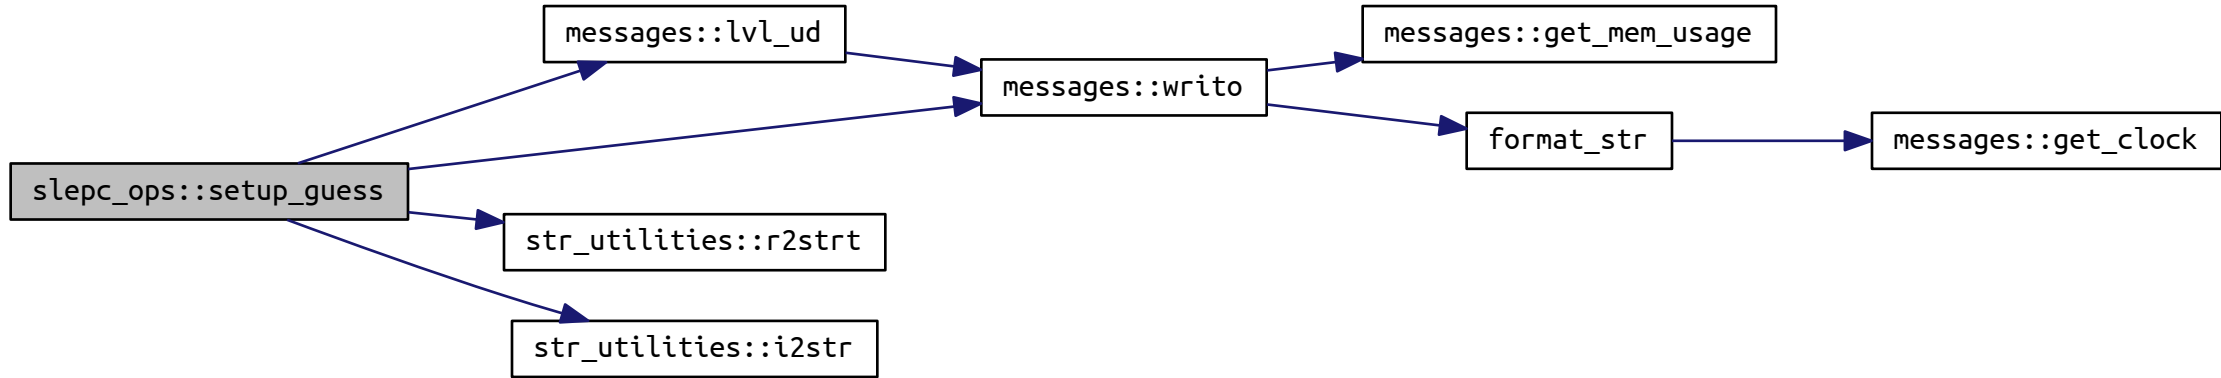 slepc_ops::setup_guess
messages::lvl_ud
messages::writo
messages::get_mem_usage
format_str
messages::get_clock
str_utilities::r2strt
str_utilities::i2str